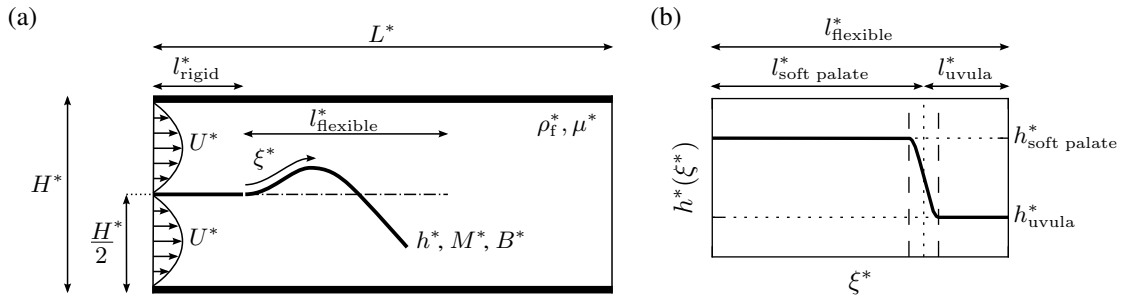 (a)
L*
l*rigid
l*flexible
ρ*f, μ*
U*
ξ*
H*
H*/2
U*
h*, M*, B*
(b)
l*flexible
l*soft palate
l*uvula
h*(ξ*)
h*soft palate
h*uvula
ξ*